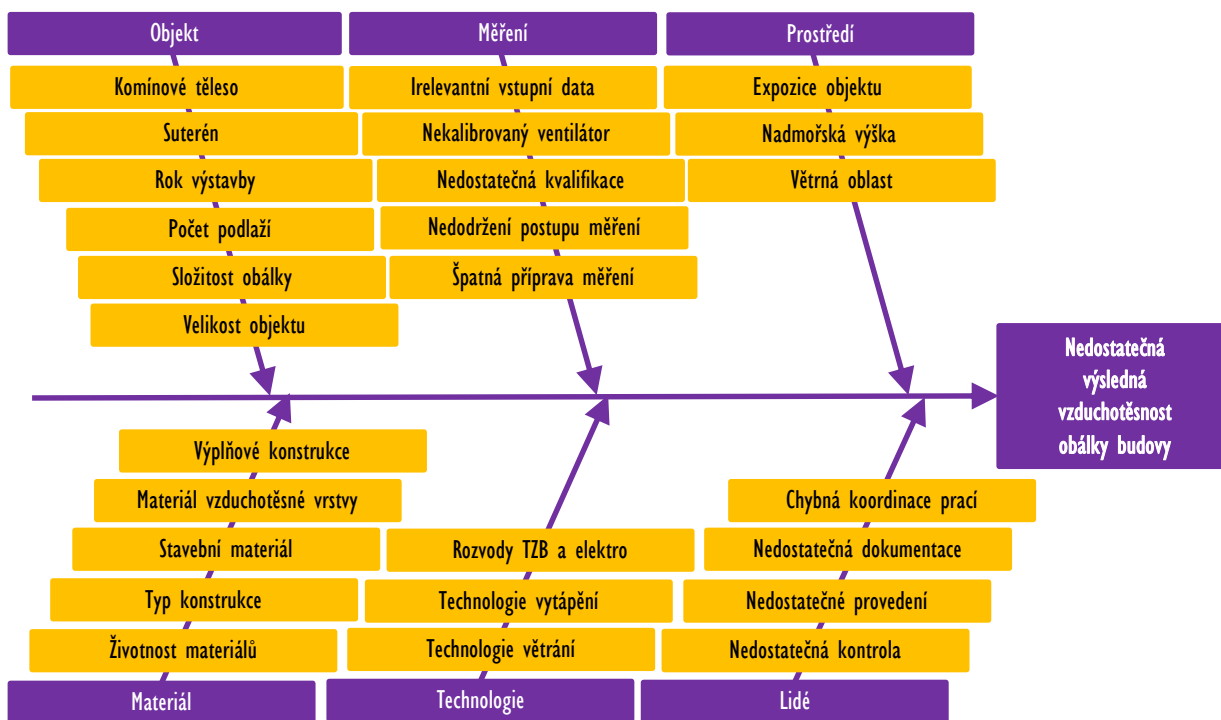 Objekt
Měření
Prostředí
Komínové těleso
Irelevantní vstupní data
Expozice objektu
Suterén
Nekalibrovaný ventilátor
Nadmořská výška
Rok výstavby
Nedostatečná kvalifikace
Větrná oblast
Počet podlaží
Nedodržení postupu měření
Složitost obálky
Špatná příprava měření
Velikost objektu
Nedostatečná
výsledná
vzduchotěsnost
obálky budovy
Výplňové konstrukce
Materiál vzduchotěsné vrstvy
Chybná koordinace prací
Stavební materiál
Rozvody TZB a elektro
Nedostatečná dokumentace
Typ konstrukce
Technologie vytápění
Nedostatečné provedení
Životnost materiálů
Technologie větrání
Nedostatečná kontrola
Materiál
Technologie
Lidé